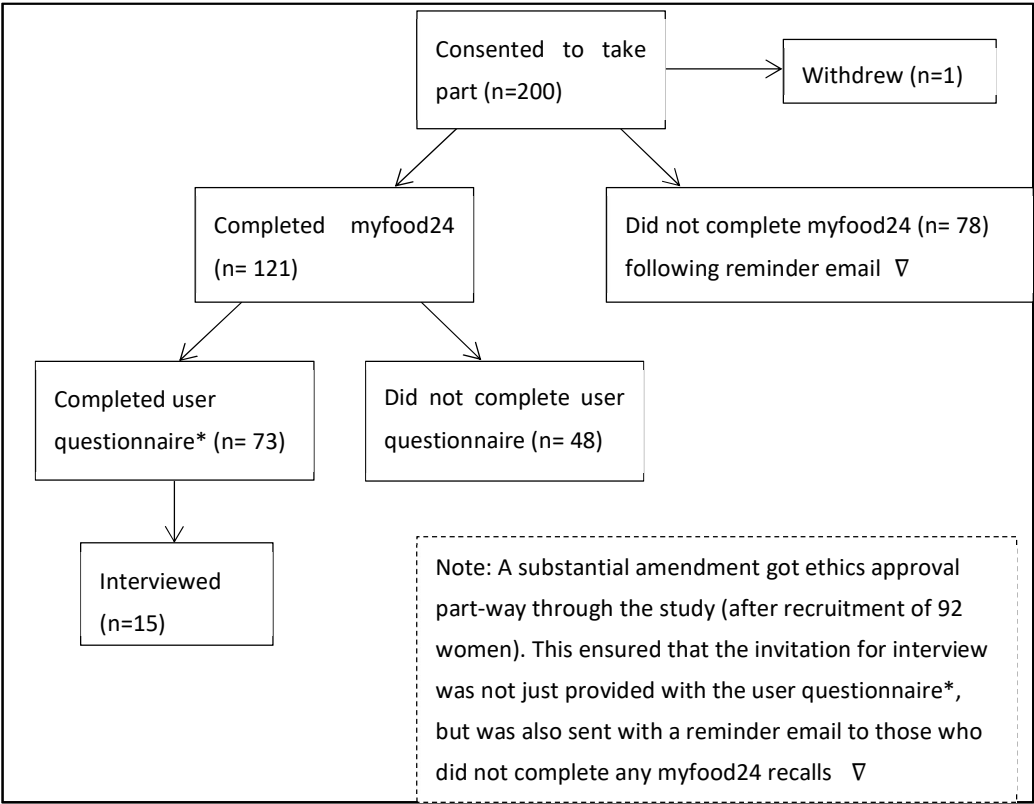 Consented to take
part (n=200)
Withdrew (n=1)
Completed myfood24
(n= 121)
Did not complete myfood24 (n= 78)
following reminder email ∇
Completed user
questionnaire* (n= 73)
Did not complete user
questionnaire (n= 48)
Interviewed
(n=15)
Note: A substantial amendment got ethics approval
part-way through the study (after recruitment of 92
women). This ensured that the invitation for interview
was not just provided with the user questionnaire*,
but was also sent with a reminder email to those who
did not complete any myfood24 recalls ∇